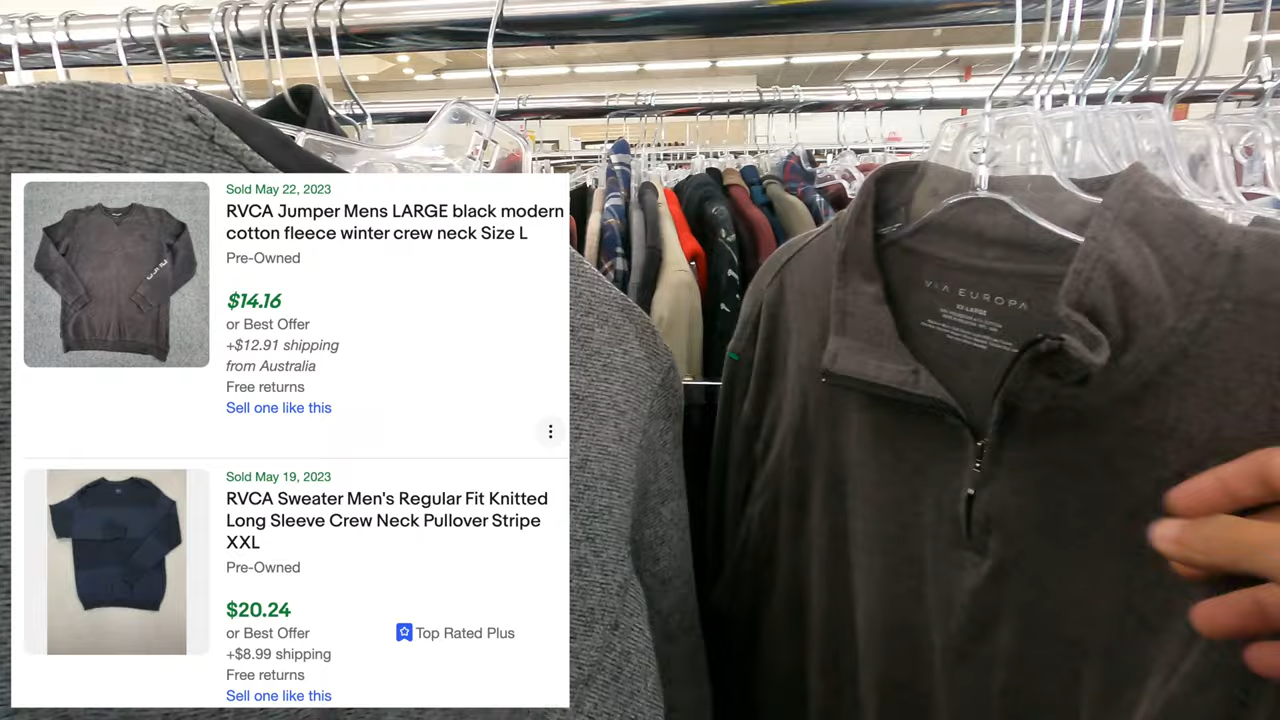 Sold May 22, 2023
RVCA Jumper Mens LARGE black modern
cotton fleece winter crew neck Size L
Pre-Owned
$14.16
or Best Offer
+$12.91 shipping
from Australia
Free returns
Sell one like this
Sold May 19, 2023
RVCA Sweater Men's Regular Fit Knitted
Long Sleeve Crew Neck Pullover Stripe
XXL
Pre-Owned
$20.24
or Best Offer
Top Rated Plus
+$8.99 shipping
Free returns
Sell one like this
VIA EUROPA
XX-LARGE